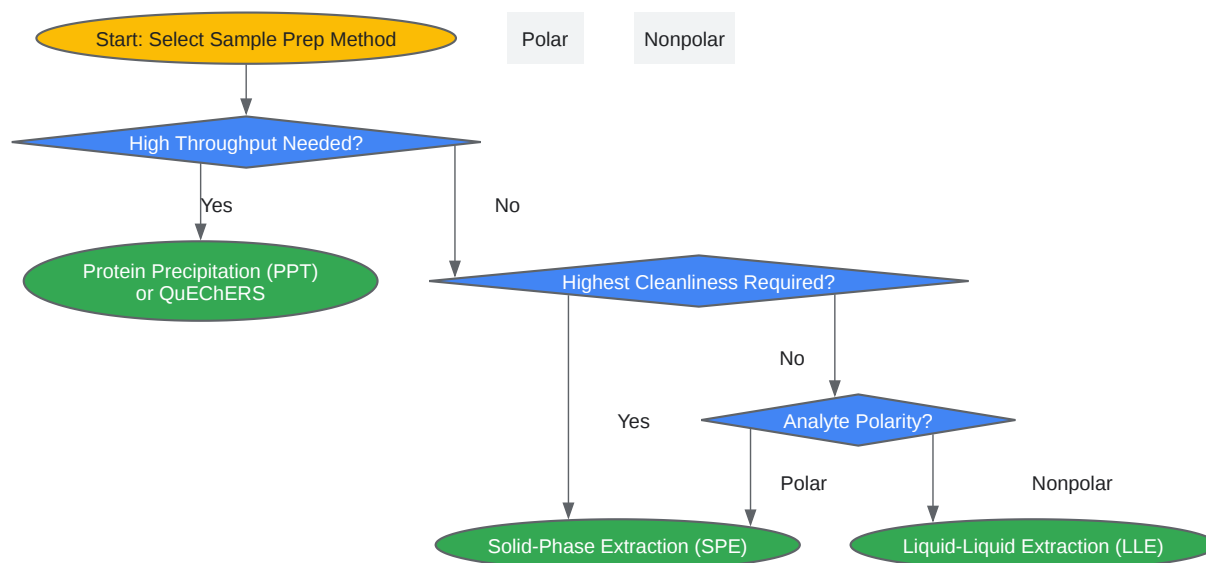 Start: Select Sample Prep Method
Polar
Nonpolar
High Throughput Needed?
Yes
No
Protein Precipitation (PPT)
or QuEChERS
Highest Cleanliness Required?
No
Yes
Analyte Polarity?
Polar
Nonpolar
Solid-Phase Extraction (SPE)
Liquid-Liquid Extraction (LLE)